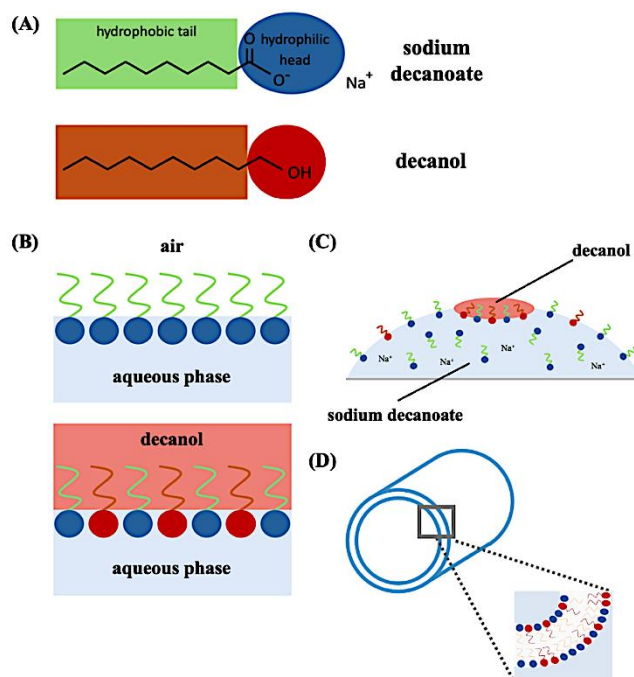 (A)
hydrophobic tail
hydrophilic
head
O
O-
Na+
sodium
decanoate
OH
decanol
(B)
air
aqueous phase
decanol
aqueous phase
(C)
decanol
Na+
Na+
Na+
Na+
sodium decanoate
(D)